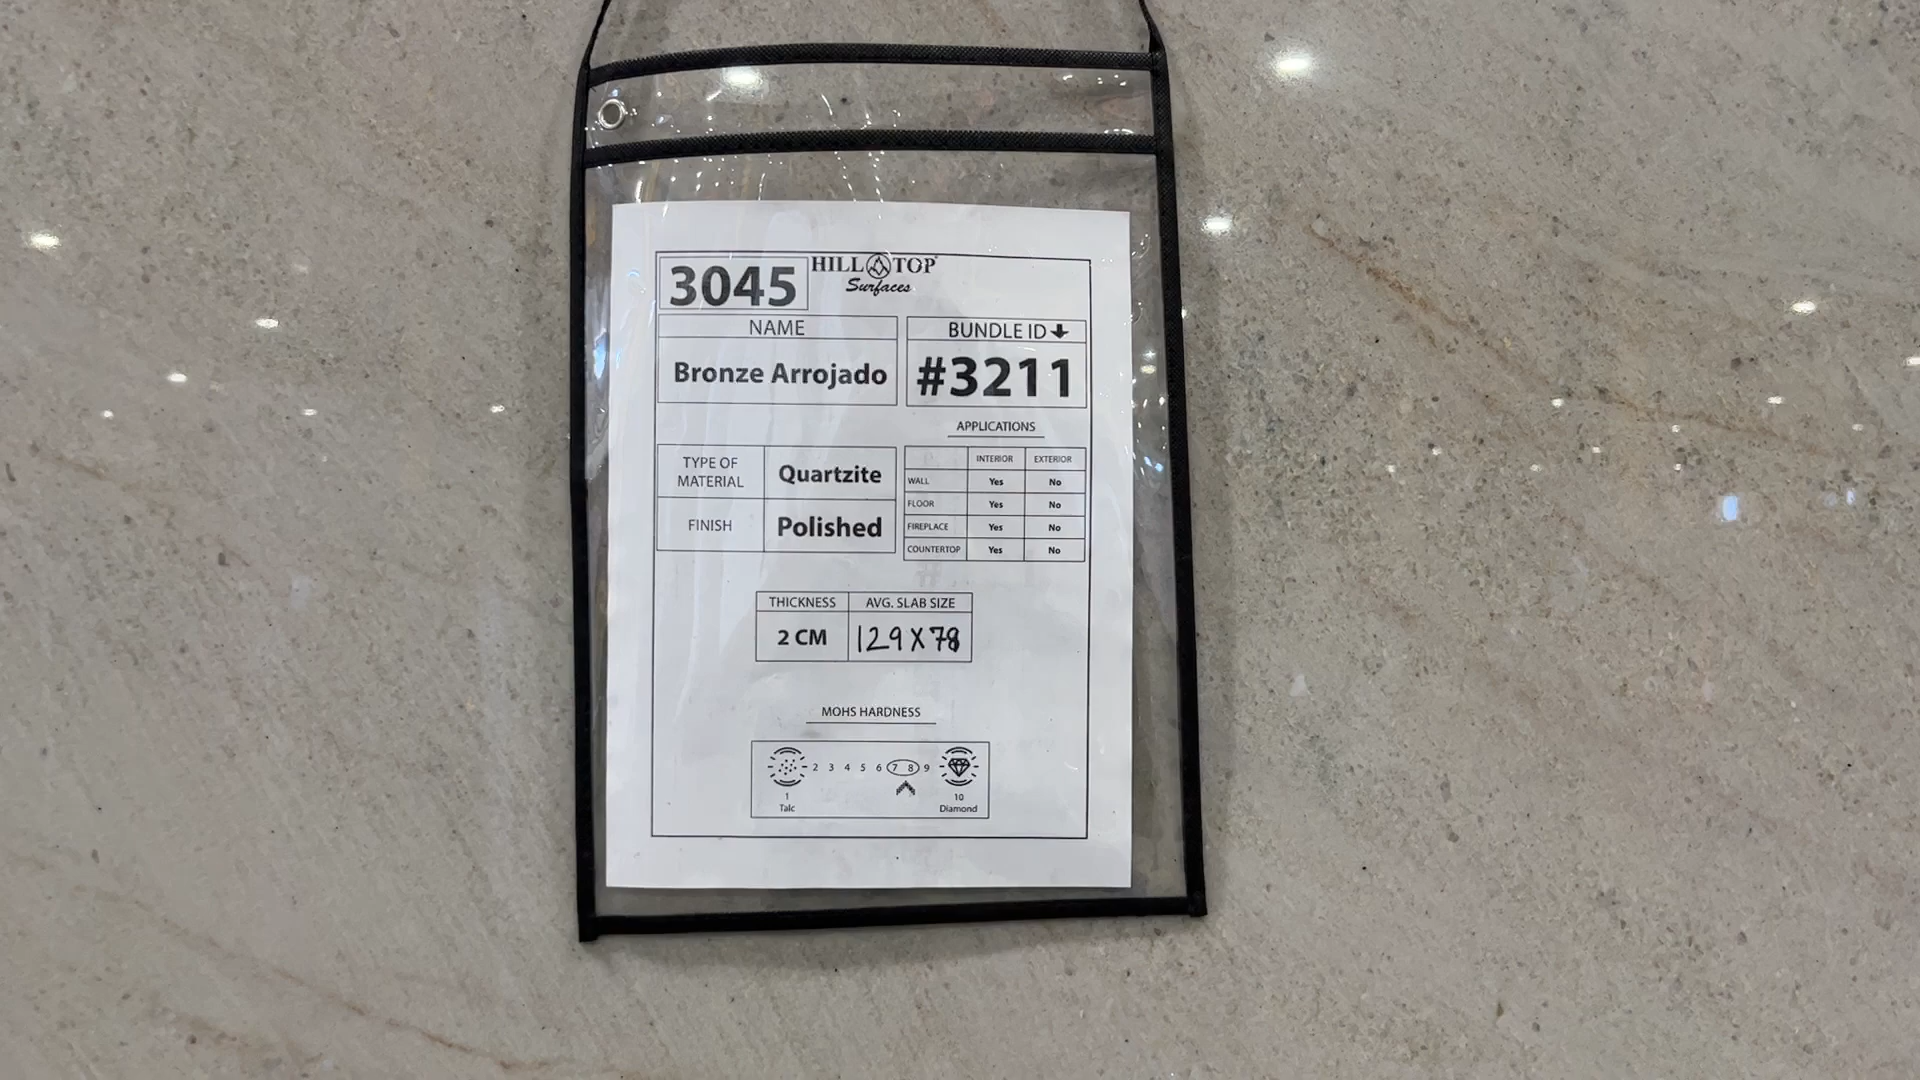 3045
HILL TOP
Surfaces
NAME
Bronze Arrojado
BUNDLE ID
#3211
APPLICATIONS
TYPE OF MATERIAL Quartzite
FINISH Polished
INTERIOR EXTERIOR
WALL Yes No
FLOOR Yes No
FIREPLACE Yes No
COUNTERTOP Yes No
THICKNESS AVG. SLAB SIZE
2 CM 129 X 78
MOHS HARDNESS
2 3 4 5 6 7 8 9
1 10
Talc Diamond